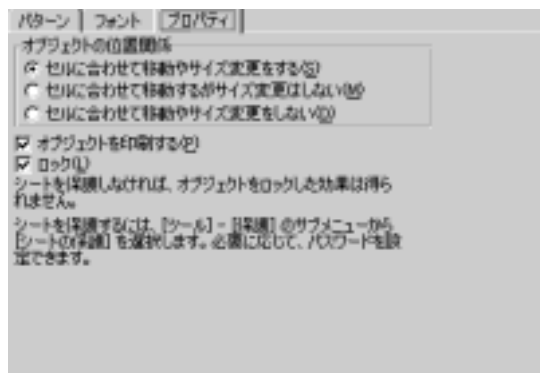 パターン フォント プロパティ
オブジェクトの位置関係
セルに合わせて移動やサイズ変更をする(S)
セルに合わせて移動するがサイズ変更はしない(M)
セルに合わせて移動やサイズ変更をしない(D)
オブジェクトを印刷する(P)
ロック(L)
シートを保護しなければ、オブジェクトをロックした効果は得ら
れません。
シートを保護するには、[ツール] - [保護] のサブメニューから
[シートの保護] を選択します。必要に応じて、パスワードを設
定できます。